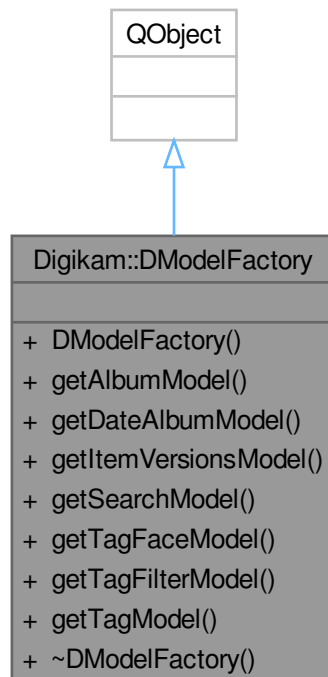 QObject
Digikam::DModelFactory
+ DModelFactory()
+ getAlbumModel()
+ getDateAlbumModel()
+ getItemVersionsModel()
+ getSearchModel()
+ getTagFaceModel()
+ getTagFilterModel()
+ getTagModel()
+ ~DModelFactory()